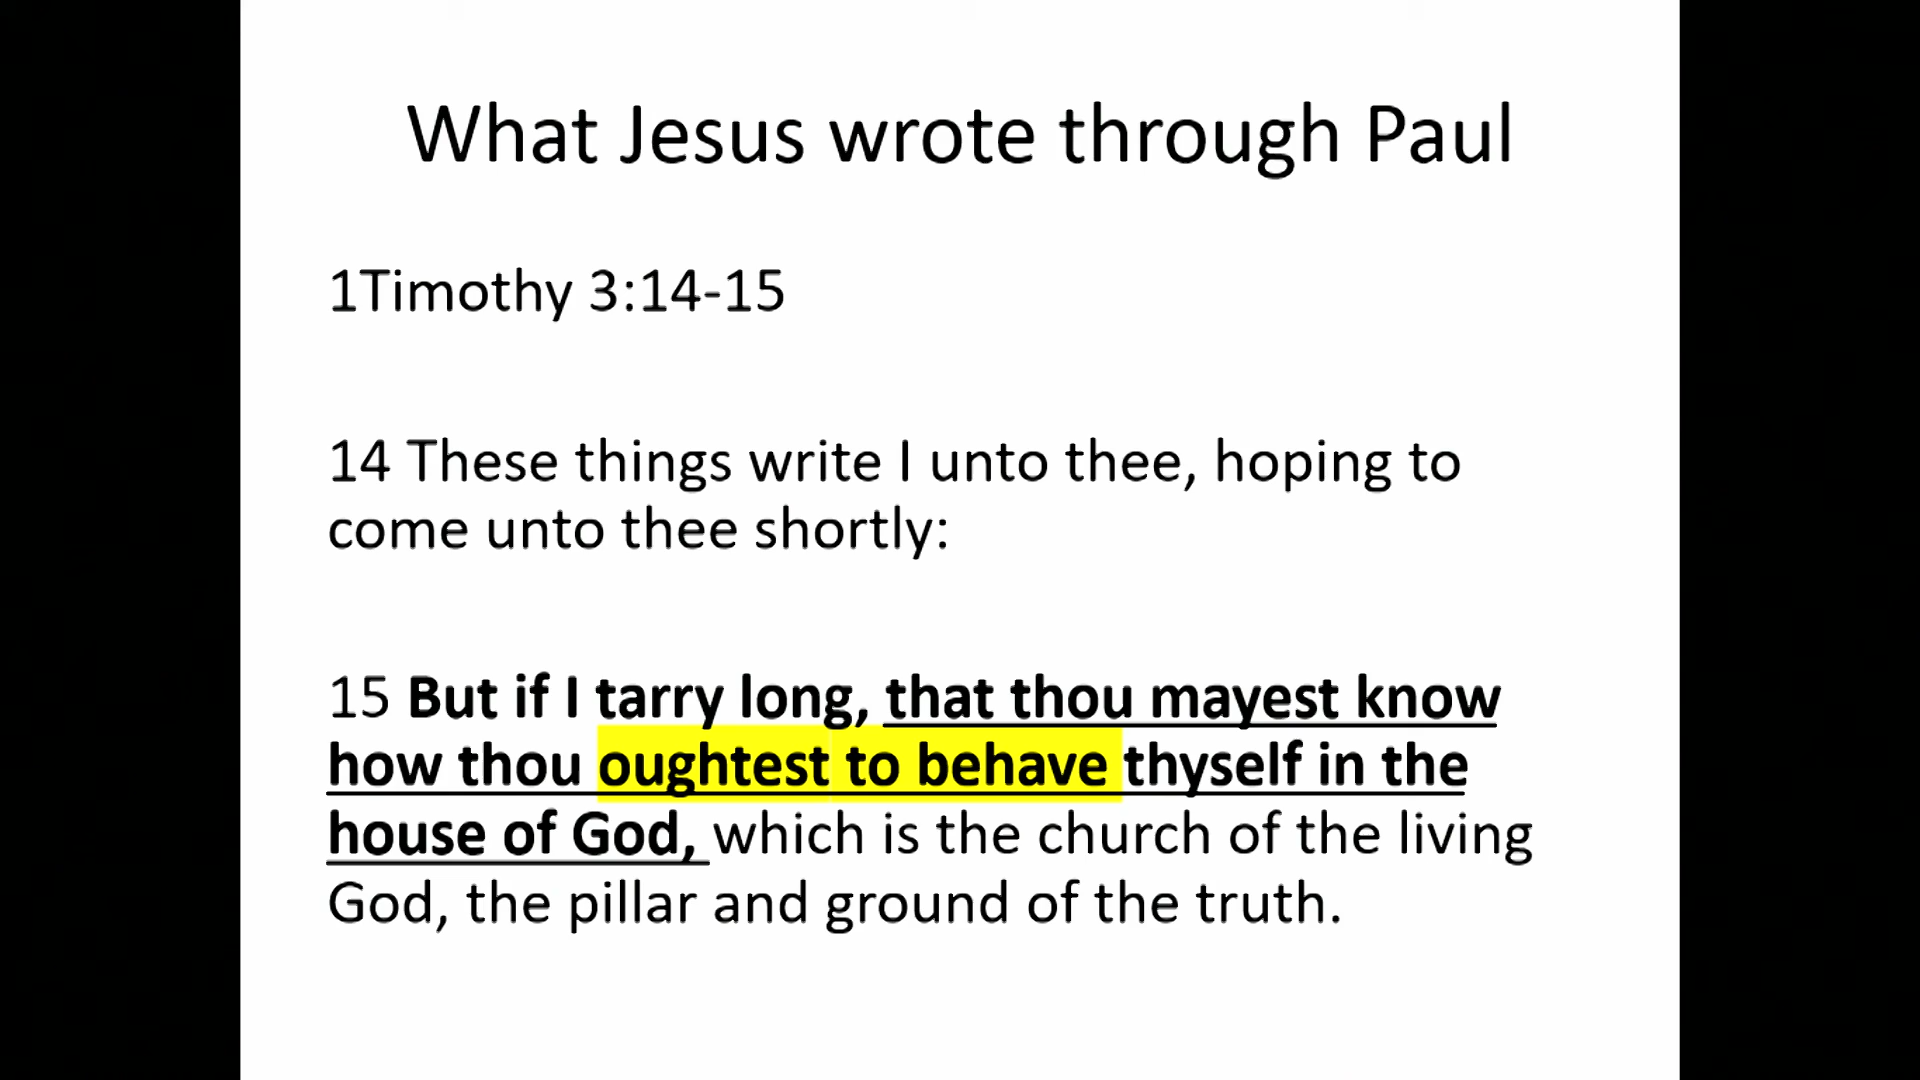 What Jesus wrote through Paul
1Timothy 3:14-15
14 These things write I unto thee, hoping to
come unto thee shortly:
15 But if I tarry long, that thou mayest know
how thou oughtest to behave thyself in the
house of God, which is the church of the living
God, the pillar and ground of the truth.